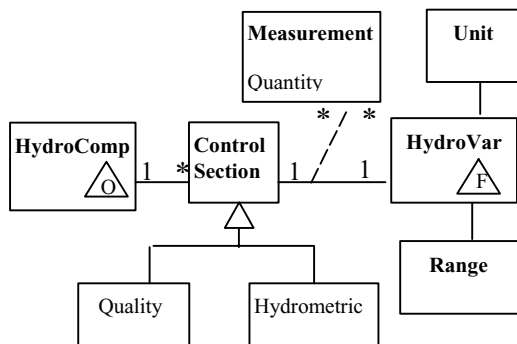 Measurement
Quantity
Unit
* *
HydroComp
O
1
*
Control
Section
1
1
HydroVar
F
Range
Quality
Hydrometric